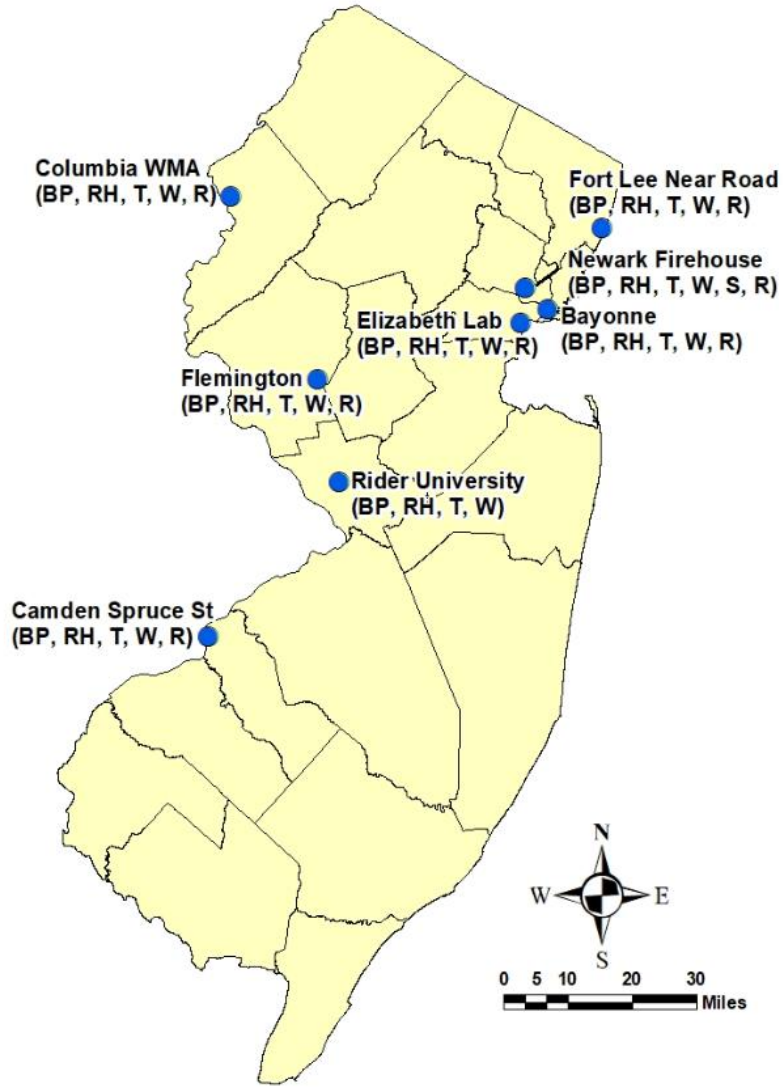 Columbia WMA
(BP, RH, T, W, R)
Fort Lee Near Road
(BP, RH, T, W, R)
Newark Firehouse
(BP, RH, T, W, S, R)
Elizabeth Lab
(BP, RH, T, W, R)
Bayonne
(BP, RH, T, W, R)
Flemington
(BP, RH, T, W, R)
Rider University
(BP, RH, T, W)
Camden Spruce St
(BP, RH, T, W, R)
N
W E
S
0 5 10 20 30
Miles